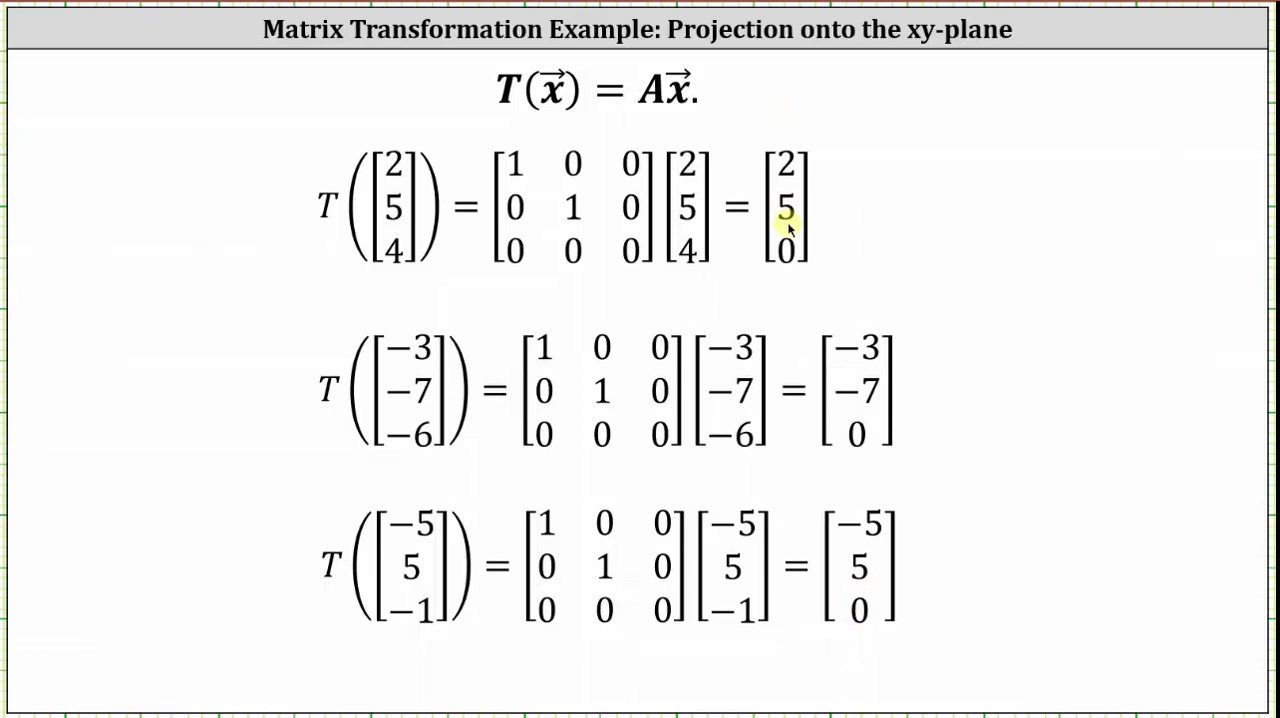 Matrix Transformation Example: Projection onto the xy-plane
T(x⃗) = Ax⃗.
T([2; 5; 4]) = [1 0 0; 0 1 0; 0 0 0][2; 5; 4] = [2; 5; 0]
T([−3; −7; −6]) = [1 0 0; 0 1 0; 0 0 0][−3; −7; −6] = [−3; −7; 0]
T([−5; 5; −1]) = [1 0 0; 0 1 0; 0 0 0][−5; 5; −1] = [−5; 5; 0]